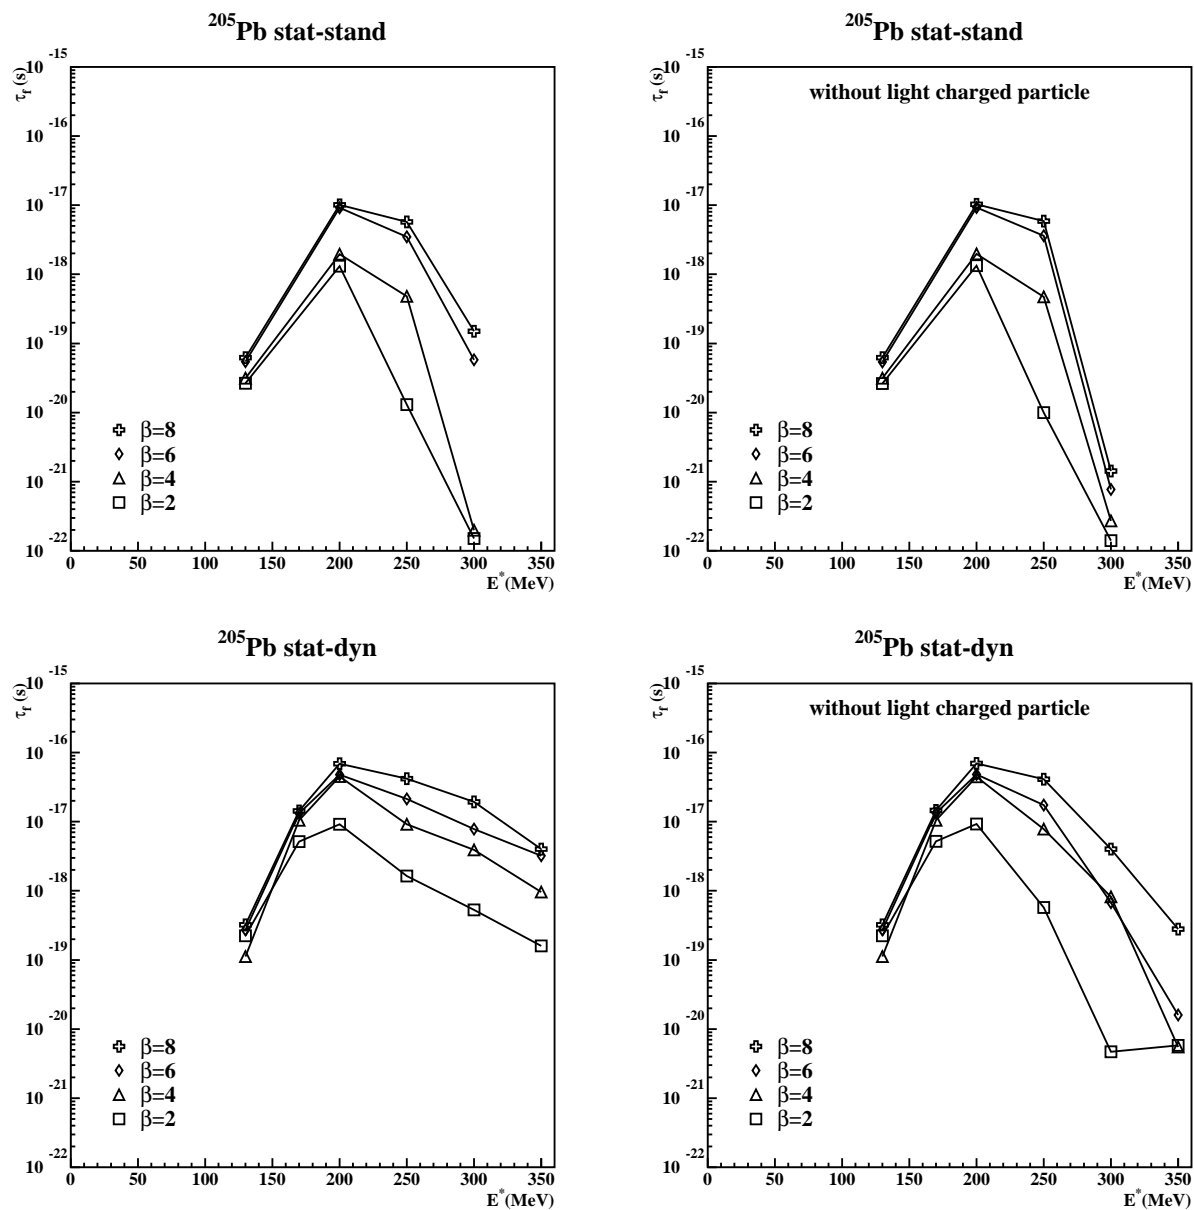 ²⁰⁵Pb stat-stand
τf (s)
10 -15
10 -16
10 -17
10 -18
10 -19
10 -20
10 -21
10 -22
β=8
β=6
β=4
β=2
0 50 100 150 200 250 300 350
E*(MeV)
²⁰⁵Pb stat-stand
τf (s)
without light charged particle
10 -15
10 -16
10 -17
10 -18
10 -19
10 -20
10 -21
10 -22
β=8
β=6
β=4
β=2
0 50 100 150 200 250 300 350
E*(MeV)
²⁰⁵Pb stat-dyn
τf (s)
10 -15
10 -16
10 -17
10 -18
10 -19
10 -20
10 -21
10 -22
β=8
β=6
β=4
β=2
0 50 100 150 200 250 300 350
E*(MeV)
²⁰⁵Pb stat-dyn
τf (s)
without light charged particle
10 -15
10 -16
10 -17
10 -18
10 -19
10 -20
10 -21
10 -22
β=8
β=6
β=4
β=2
0 50 100 150 200 250 300 350
E*(MeV)